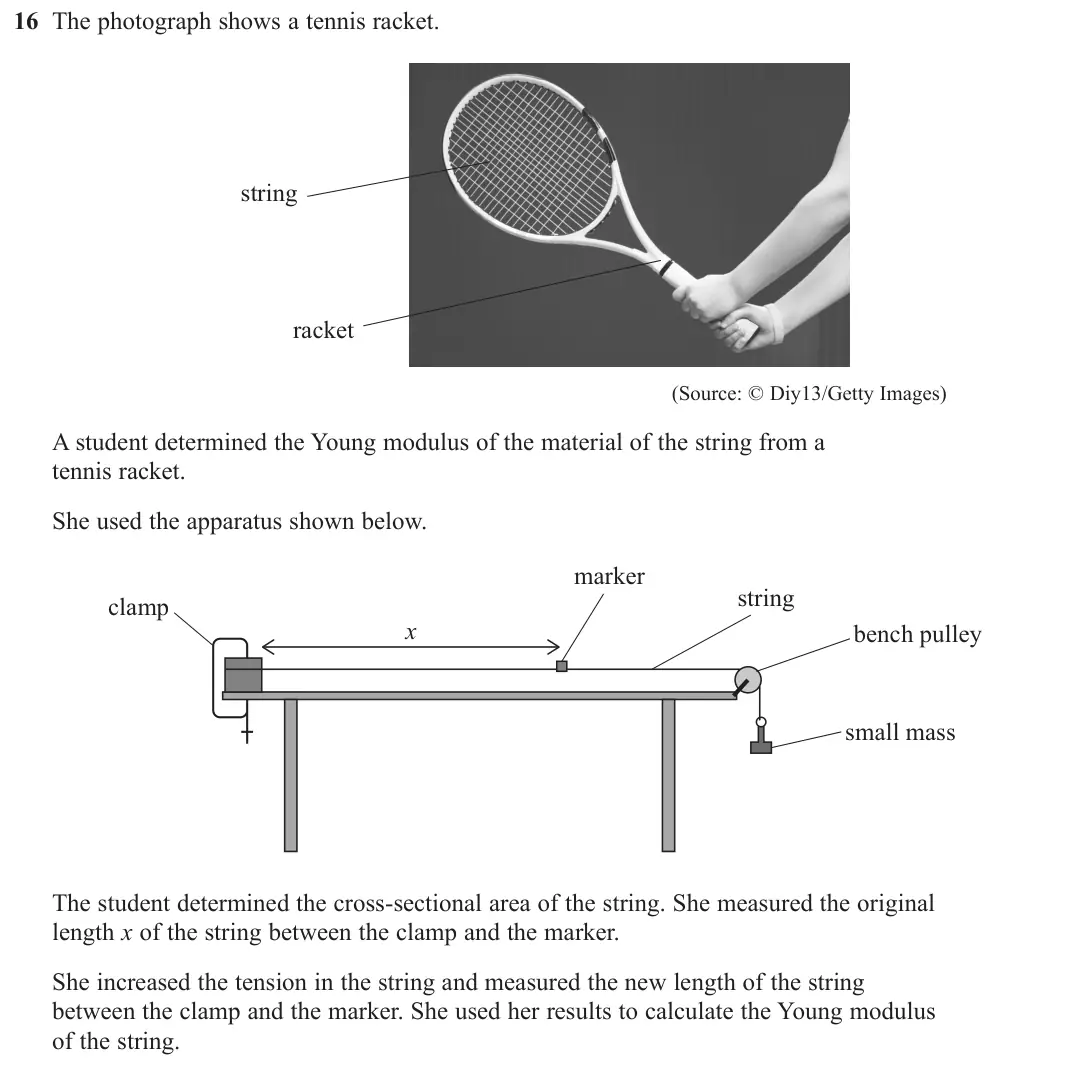 16 The photograph shows a tennis racket.
string
racket
(Source: © Diy13/Getty Images)
A student determined the Young modulus of the material of the string from a
tennis racket.
She used the apparatus shown below.
marker
clamp
string
x
bench pulley
small mass
The student determined the cross-sectional area of the string. She measured the original
length x of the string between the clamp and the marker.
She increased the tension in the string and measured the new length of the string
between the clamp and the marker. She used her results to calculate the Young modulus
of the string.